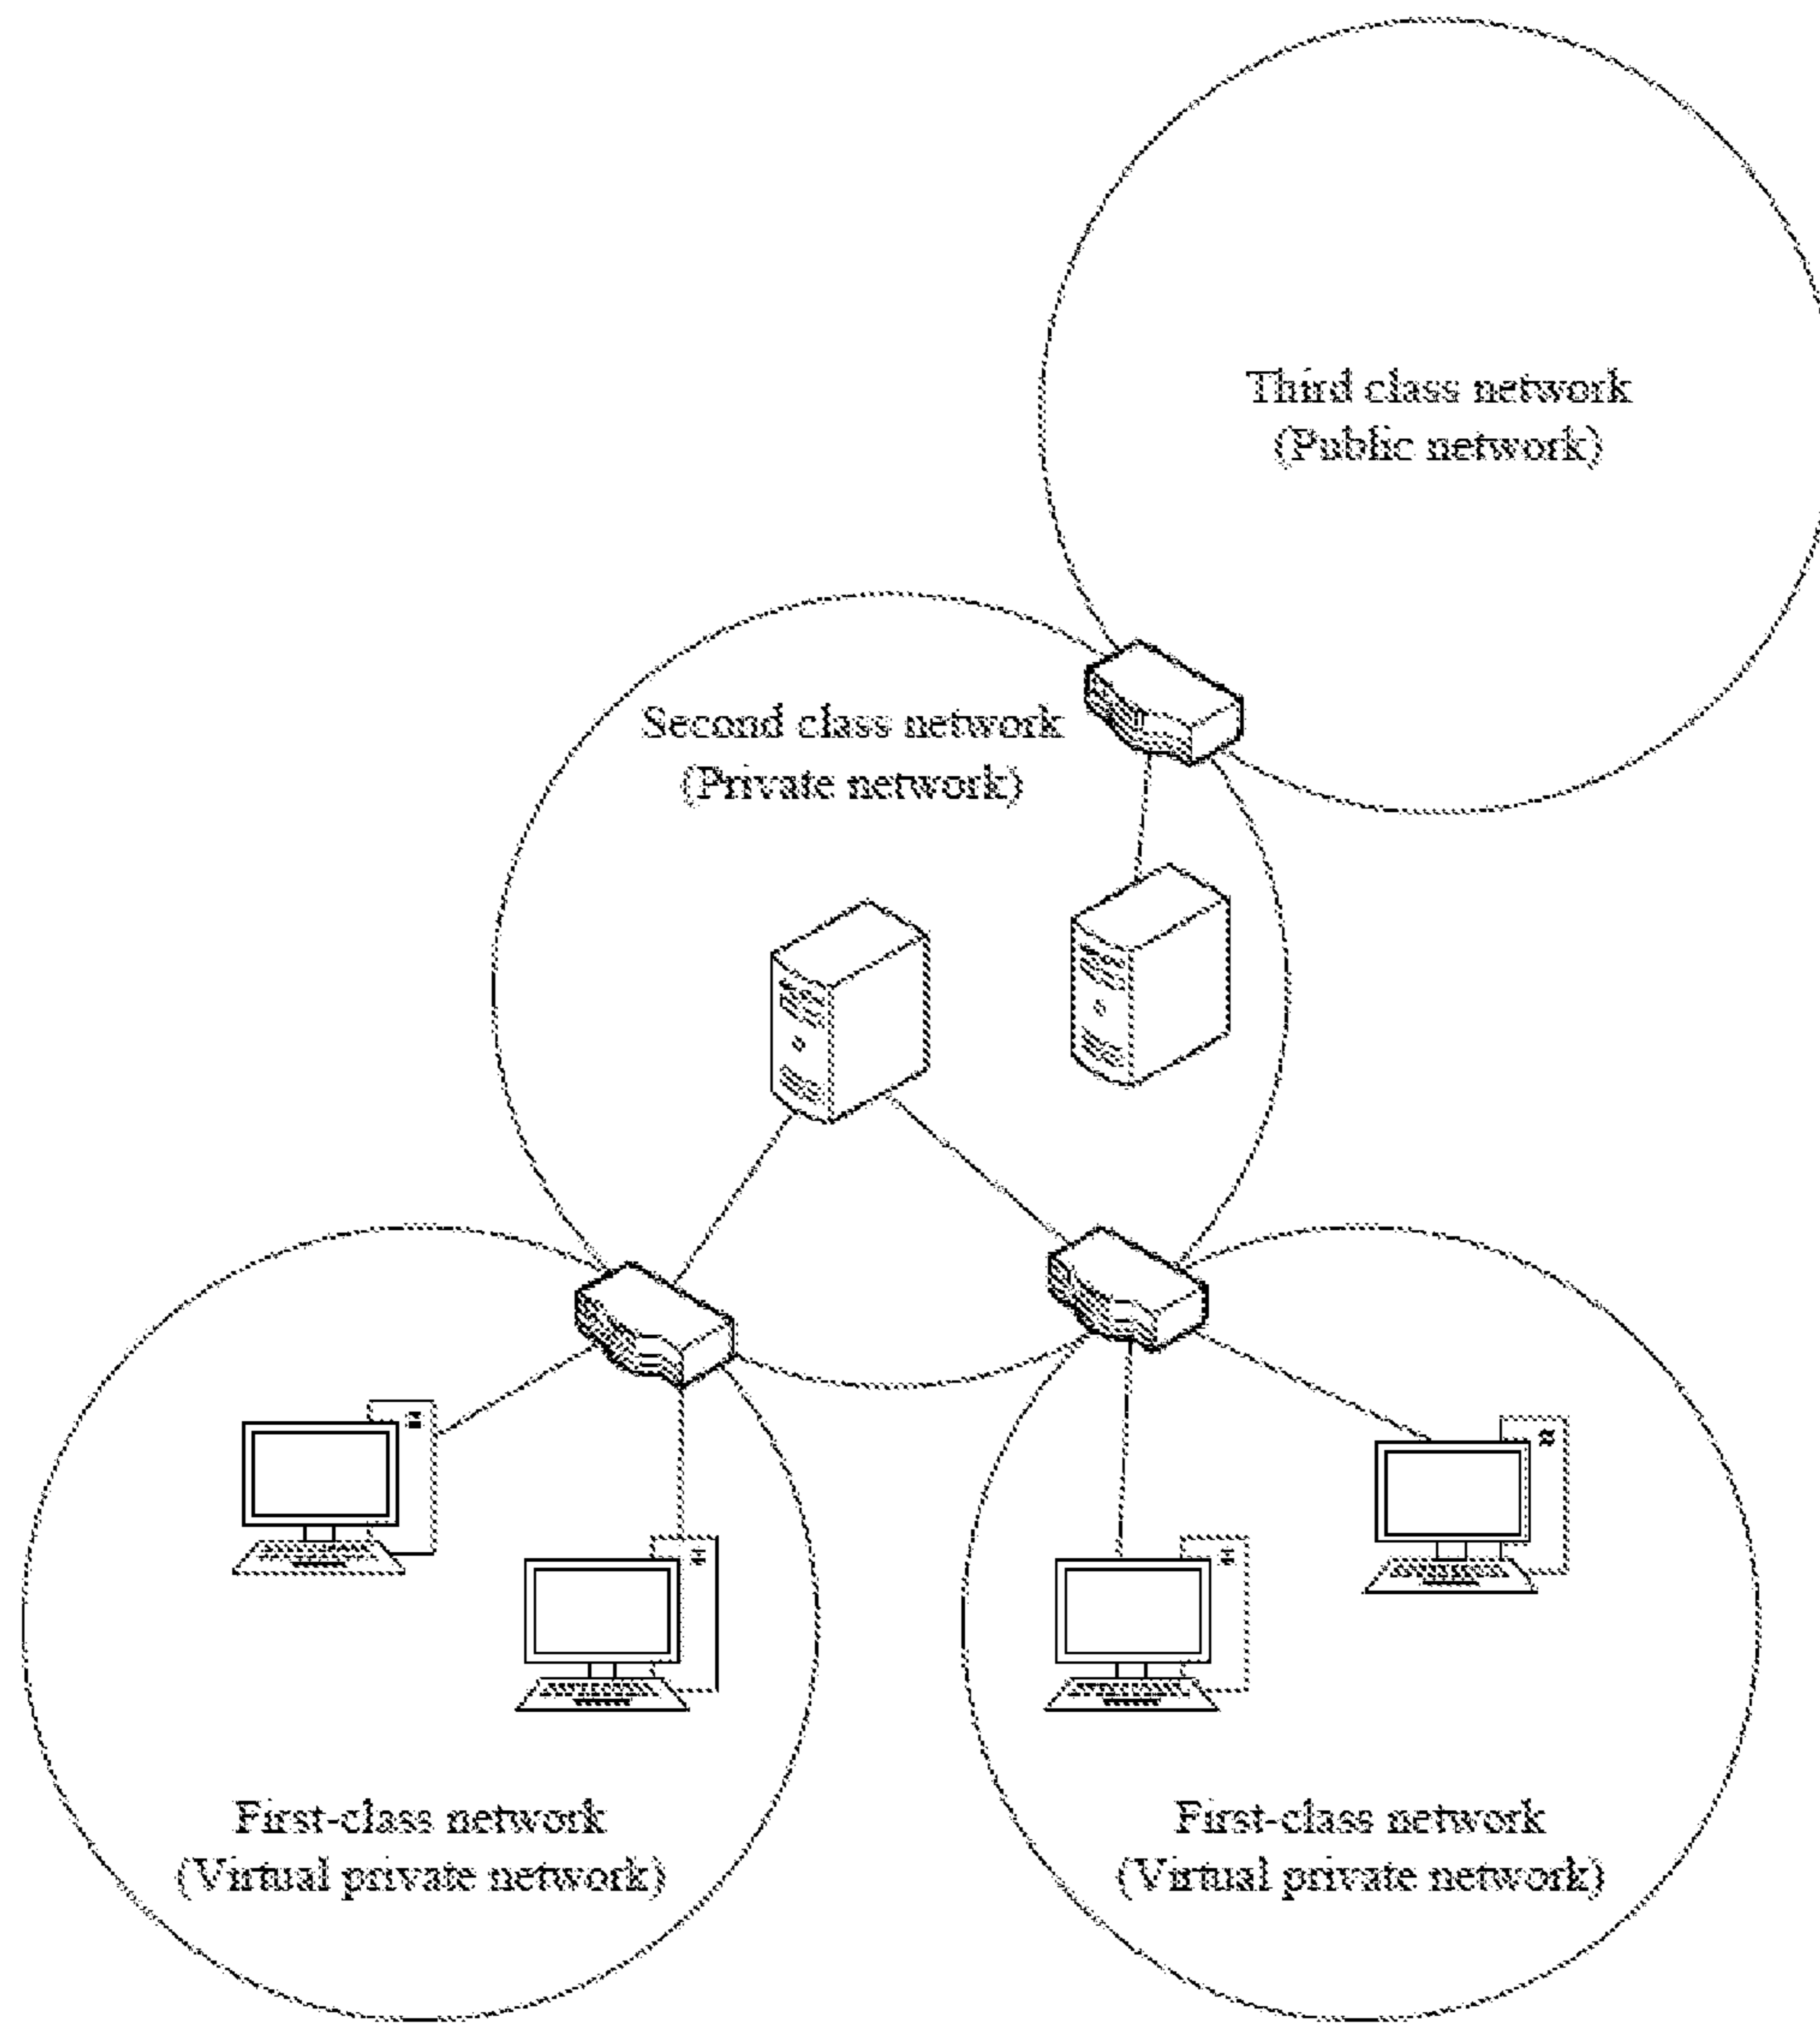 Third class network
(Public network)
Second class network
(Private network)
First-class network
(Virtual private network)
First-class network
(Virtual private network)